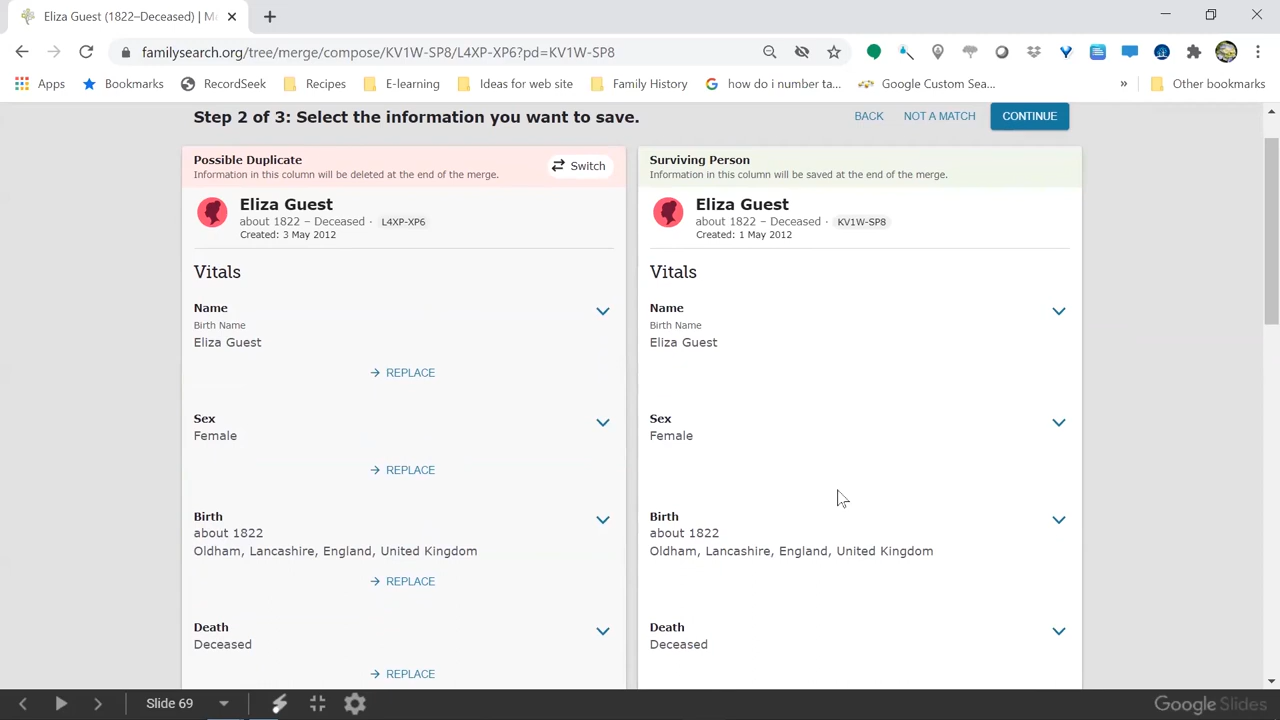 Eliza Guest (1822–Deceased) | M
familysearch.org/tree/merge/compose/KV1W-SP8/L4XP-XP6?pd=KV1W-SP8
Apps Bookmarks RecordSeek Recipes E-learning Ideas for web site Family History how do i number ta... Google Custom Sea... » Other bookmarks
Step 2 of 3: Select the information you want to save.
BACK NOT A MATCH CONTINUE
Possible Duplicate
Information in this column will be deleted at the end of the merge.
Switch
Eliza Guest
about 1822 – Deceased · L4XP-XP6
Created: 3 May 2012
Vitals
Name
Birth Name
Eliza Guest
REPLACE
Sex
Female
REPLACE
Birth
about 1822
Oldham, Lancashire, England, United Kingdom
REPLACE
Death
Deceased
REPLACE
Surviving Person
Information in this column will be saved at the end of the merge.
Eliza Guest
about 1822 – Deceased · KV1W-SP8
Created: 1 May 2012
Vitals
Name
Birth Name
Eliza Guest
Sex
Female
Birth
about 1822
Oldham, Lancashire, England, United Kingdom
Death
Deceased
Slide 69
Google Slides